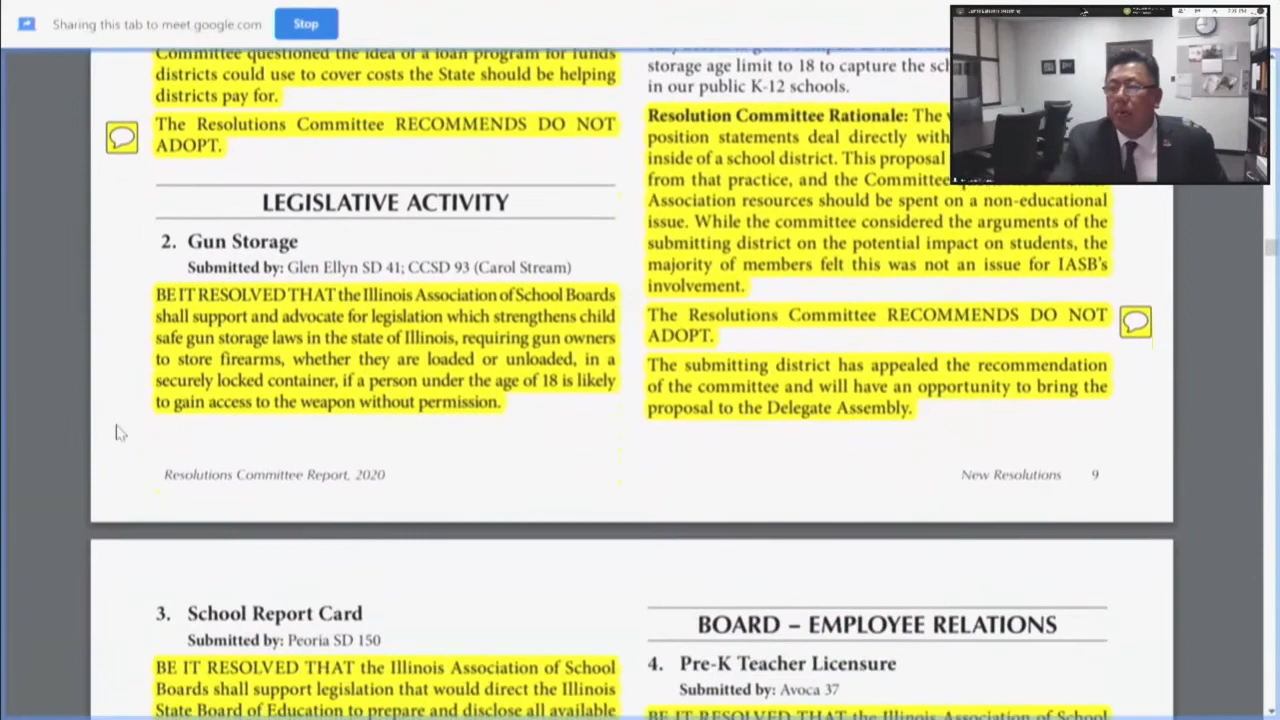 Sharing this tab to meet.google.com
Stop
Committee questioned the idea of a loan program for funds
districts could use to cover costs the State should be helping
districts pay for.
The Resolutions Committee RECOMMENDS DO NOT
ADOPT.
LEGISLATIVE ACTIVITY
2. Gun Storage
Submitted by: Glen Ellyn SD 41; CCSD 93 (Carol Stream)
BE IT RESOLVED THAT the Illinois Association of School Boards
shall support and advocate for legislation which strengthens child
safe gun storage laws in the state of Illinois, requiring gun owners
to store firearms, whether they are loaded or unloaded, in a
securely locked container, if a person under the age of 18 is likely
to gain access to the weapon without permission.
Resolutions Committee Report, 2020
storage age limit to 18 to capture the
in our public K-12 schools.
Resolution Committee Rationale: The
position statements deal directly with
inside of a school district. This proposal
from that practice, and the Committee
Association resources should be spent on a non-educational
issue. While the committee considered the arguments of the
submitting district on the potential impact on students, the
majority of members felt this was not an issue for IASB's
involvement.
The Resolutions Committee RECOMMENDS DO NOT
ADOPT.
The submitting district has appealed the recommendation
of the committee and will have an opportunity to bring the
proposal to the Delegate Assembly.
New Resolutions 9
3. School Report Card
Submitted by: Peoria SD 150
BE IT RESOLVED THAT the Illinois Association of School
Boards shall support legislation that would direct the Illinois
State Board of Education to prepare and disclose all available
BOARD – EMPLOYEE RELATIONS
4. Pre-K Teacher Licensure
Submitted by: Avoca 37
BE IT RESOLVED THAT the Illinois Association of School